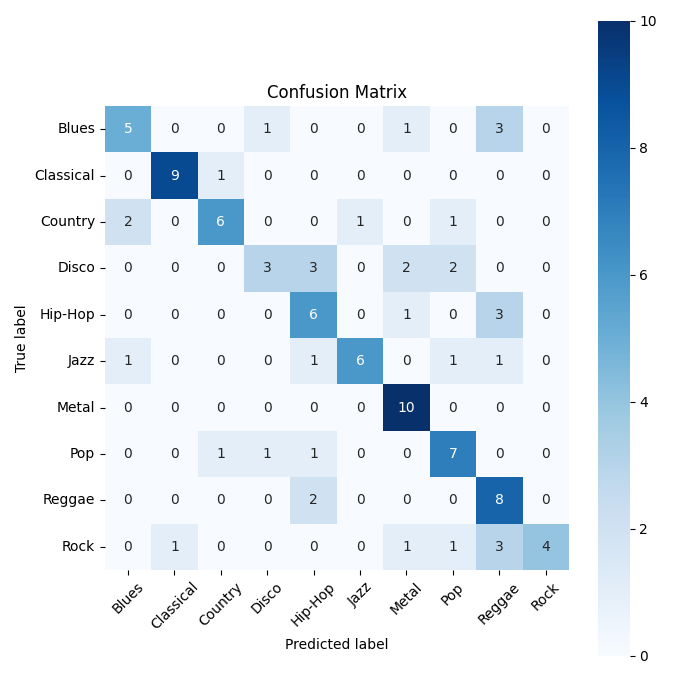 Confusion Matrix
True label
Blues 5 0 0 1 0 0 1 0 3 0
Classical 0 9 1 0 0 0 0 0 0 0
Country 2 0 6 0 0 1 0 1 0 0
Disco 0 0 0 3 3 0 2 2 0 0
Hip-Hop 0 0 0 0 6 0 1 0 3 0
Jazz 1 0 0 0 1 6 0 1 1 0
Metal 0 0 0 0 0 0 10 0 0 0
Pop 0 0 1 1 1 0 0 7 0 0
Reggae 0 0 0 0 2 0 0 0 8 0
Rock 0 1 0 0 0 0 1 1 3 4
Blues Classical Country Disco Hip-Hop Jazz Metal Pop Reggae Rock
Predicted label
10
8
6
4
2
0